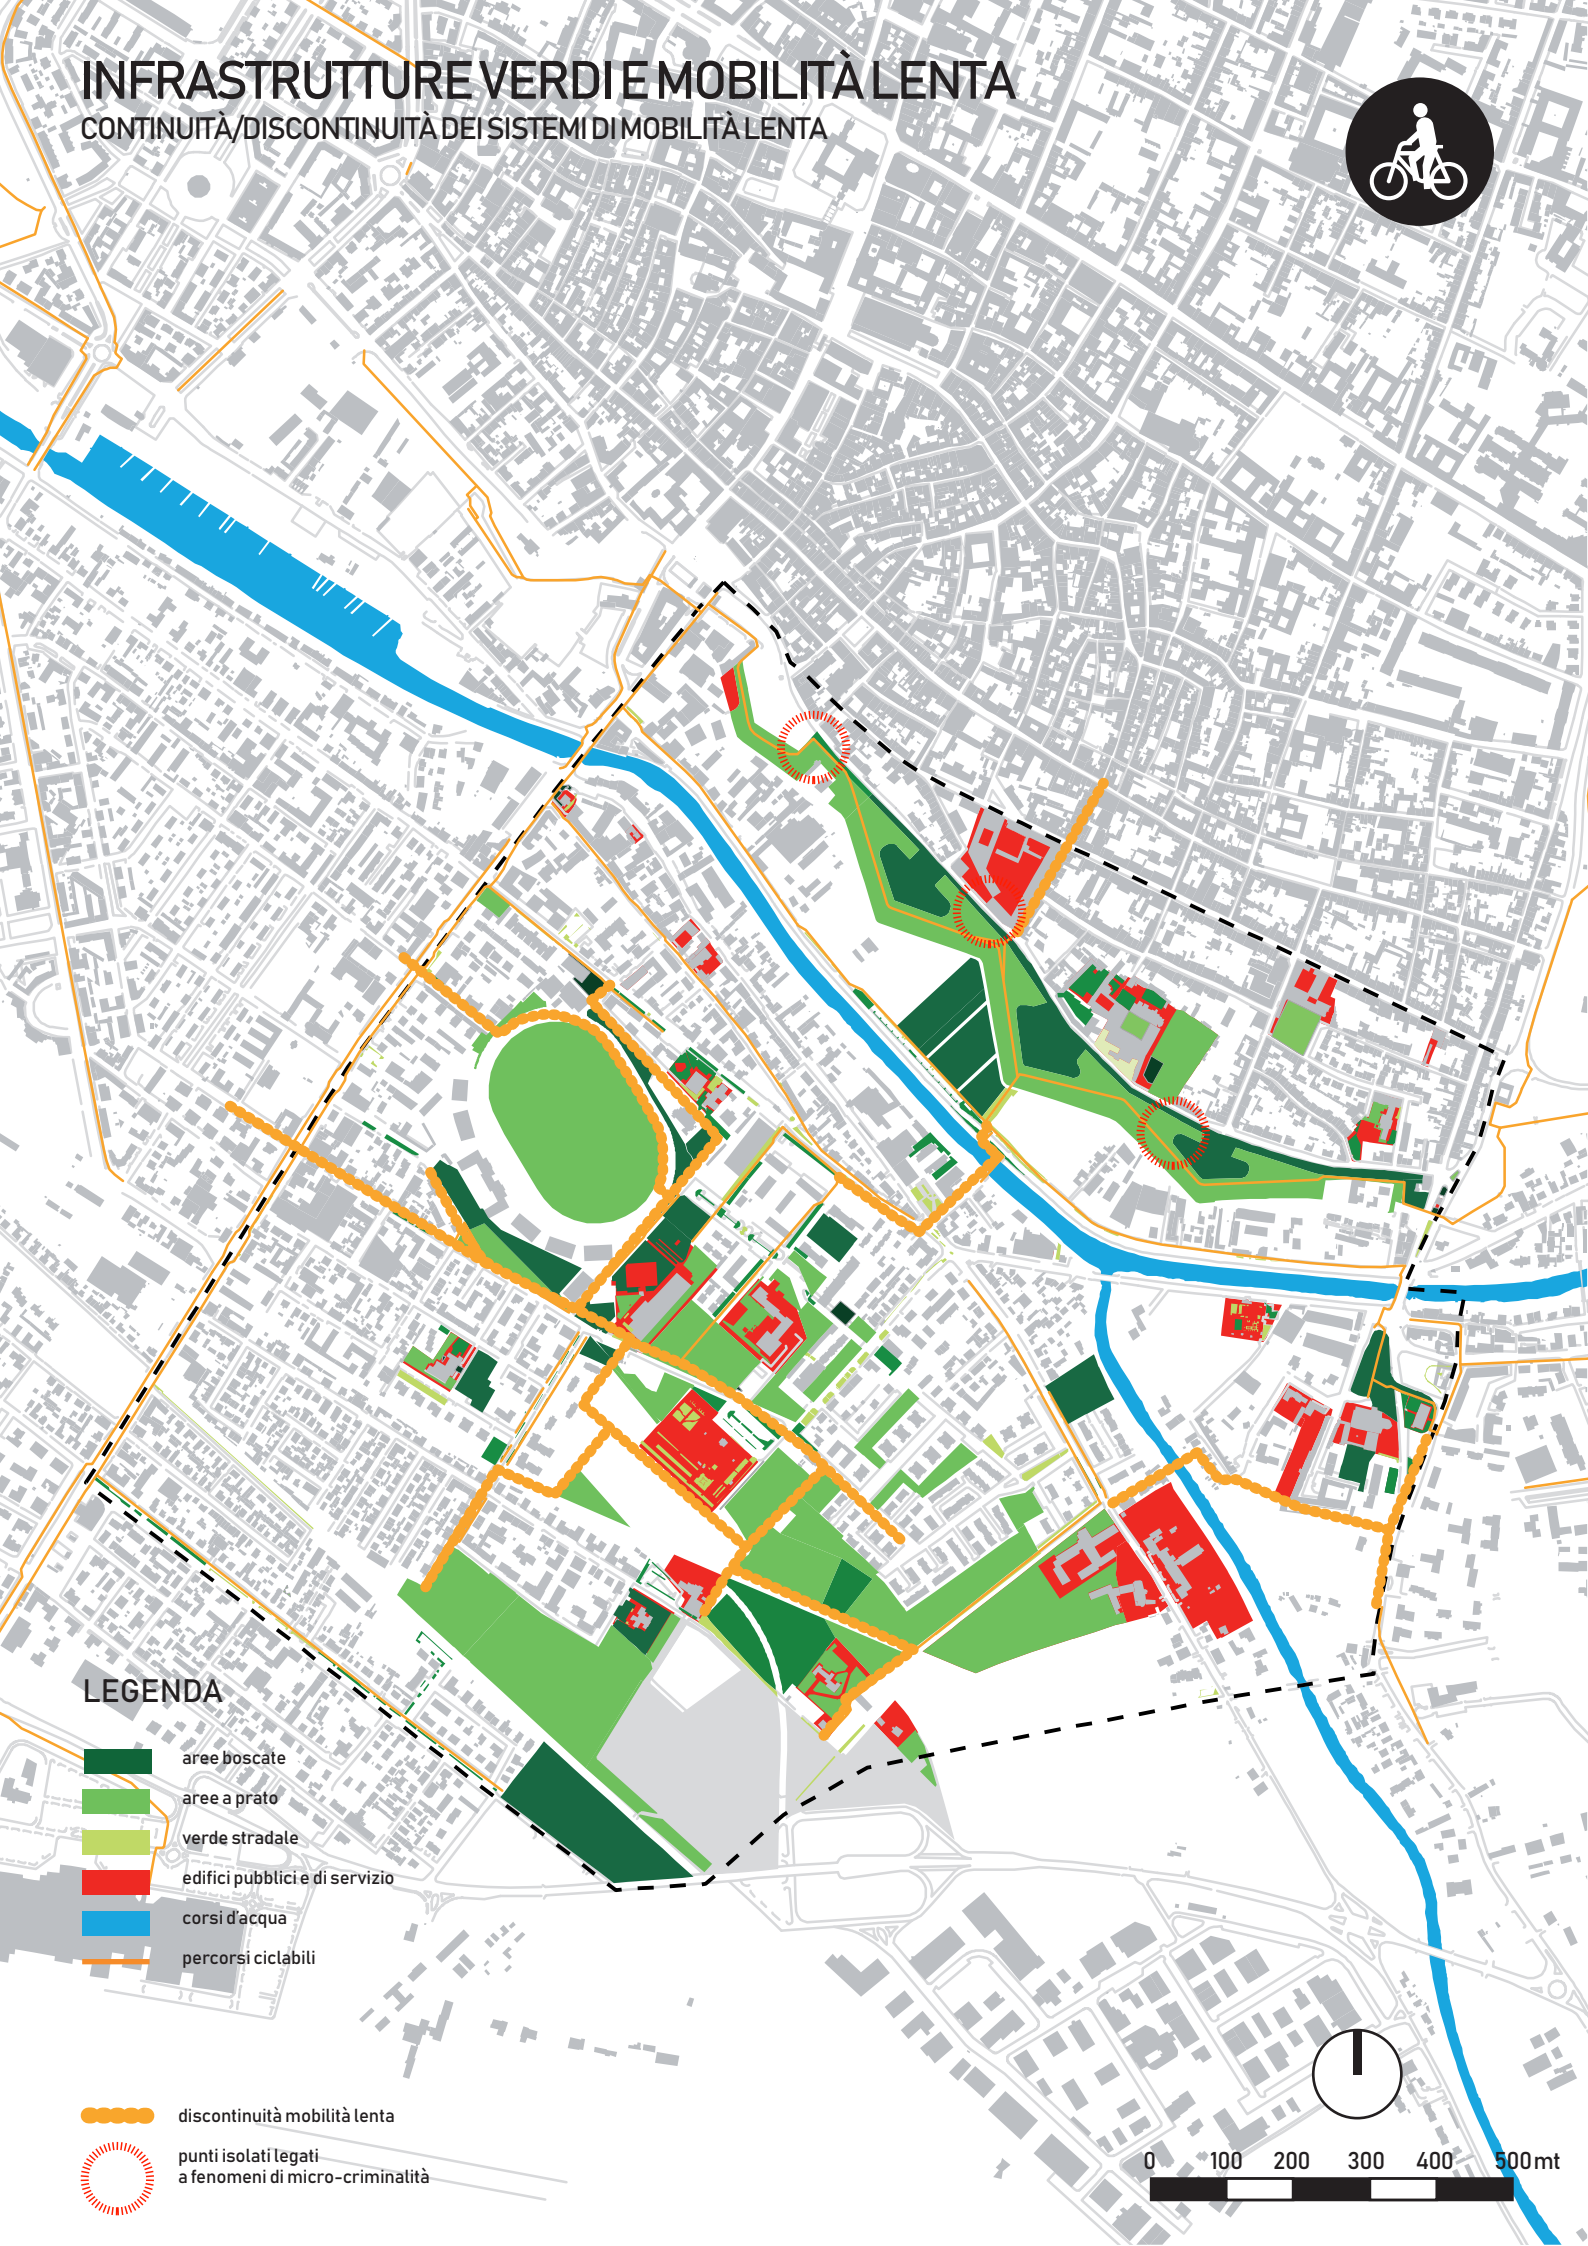 INFRASTRUTTURE VERDI E MOBILITÀ LENTA
CONTINUITÀ/DISCONTINUITÀ DEI SISTEMI DI MOBILITÀ LENTA
LEGENDA
aree boscate
aree a prato
verde stradale
edifici pubblici e di servizio
corsi d'acqua
percorsi ciclabili
discontinuità mobilità lenta
punti isolati legati
a fenomeni di micro-criminalità
0 100 200 300 400 500 mt